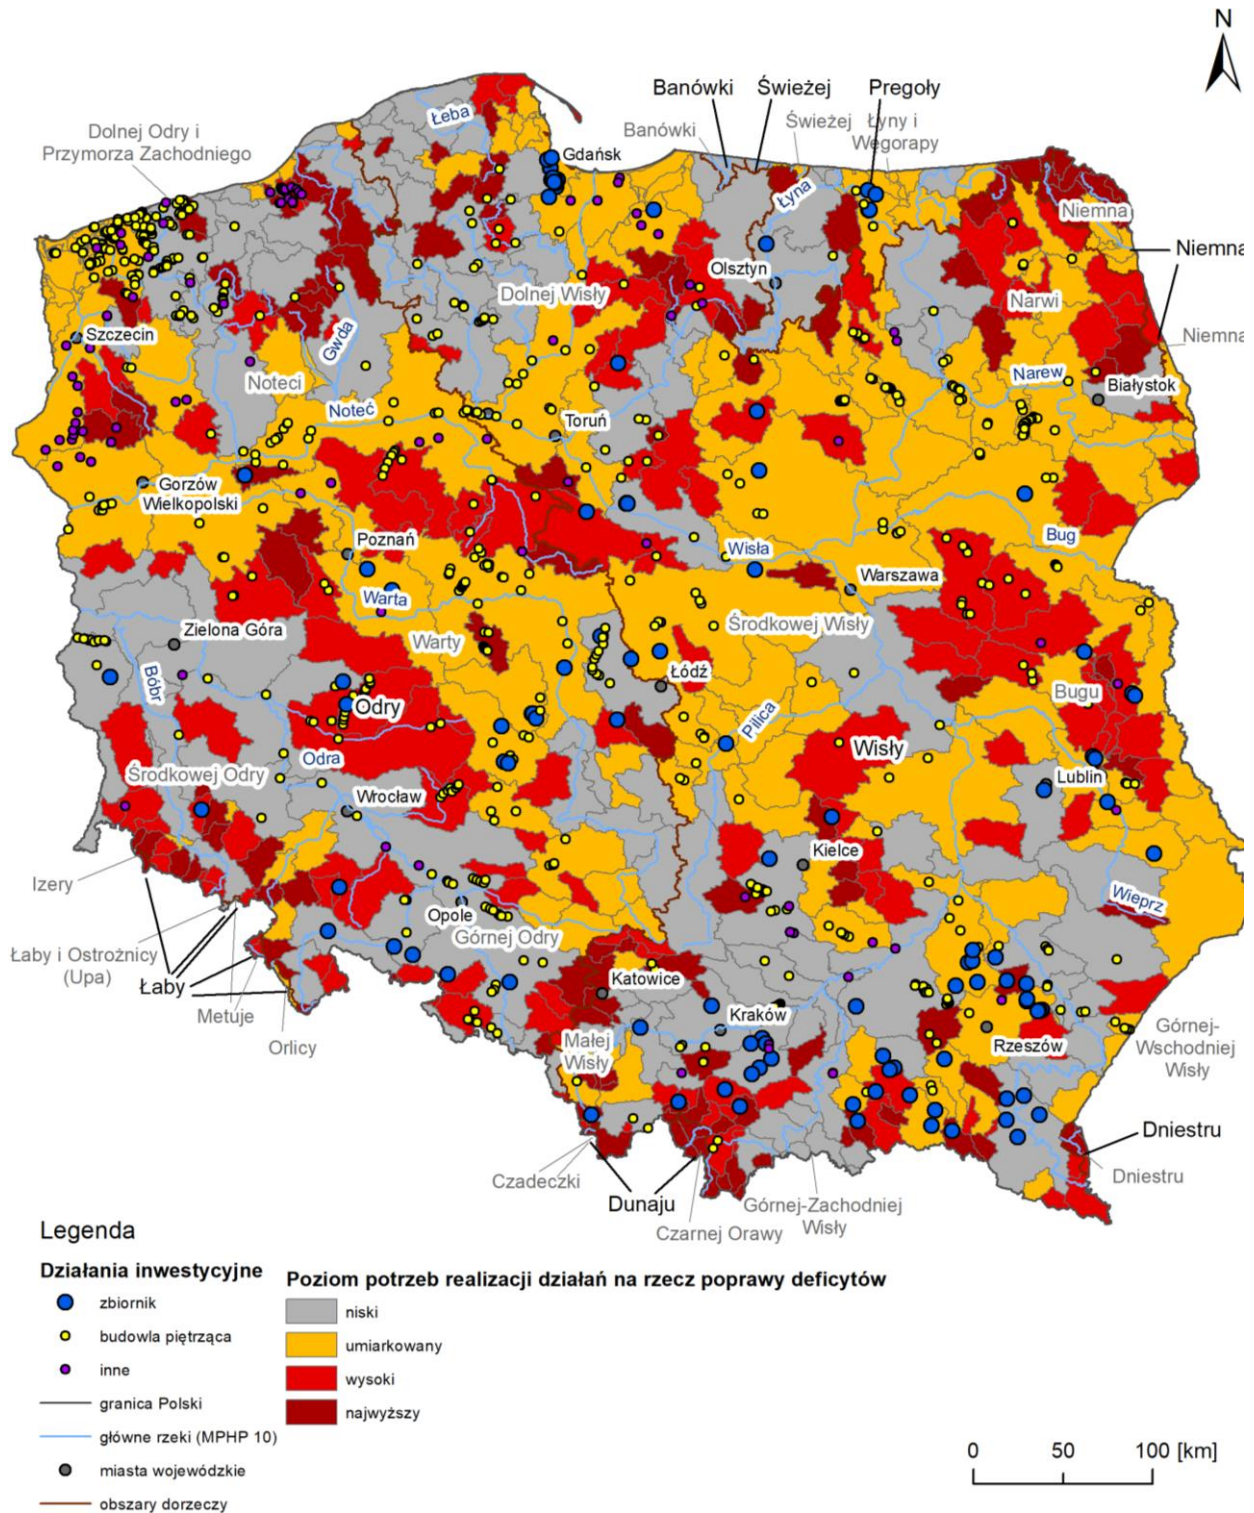 N
Banówki
Świeżej
Pregoły
Banówki
Świeżej
Łyny i
Węgorapy
Dolnej Odry i
Przymorza Zachodniego
Łeba
Gdańsk
Łyna
Niemna
Niemna
Olsztyn
Dolnej Wisły
Narwi
Szczecin
Gwda
Niemna
Noteci
Narew
Białystok
Noteć
Toruń
Gorzów
Wielkopolski
Poznań
Wisła
Bug
Warszawa
Warta
Środkowej Wisły
Zielona Góra
Warty
Bóbr
Łódź
Bugu
Odry
Pilica
Wisły
Odra
Środkowej Odry
Lublin
Wrocław
Kielce
Izery
Wieprz
Opole
Górnej Odry
Łaby i Ostrożnicy
(Upa)
Łaby
Katowice
Metuje
Kraków
Orlicy
Małej
Wisły
Rzeszów
Górnej-
Wschodniej
Wisły
Dniestru
Czadeczki
Dniestru
Dunaju
Górnej-Zachodniej
Wisły
Czarnej Orawy
Legenda
Działania inwestycyjne
zbiornik
budowla piętrząca
inne
granica Polski
główne rzeki (MPHP 10)
miasta wojewódzkie
obszary dorzeczy
Poziom potrzeb realizacji działań na rzecz poprawy deficytów
niski
umiarkowany
wysoki
najwyższy
0 50 100 [km]